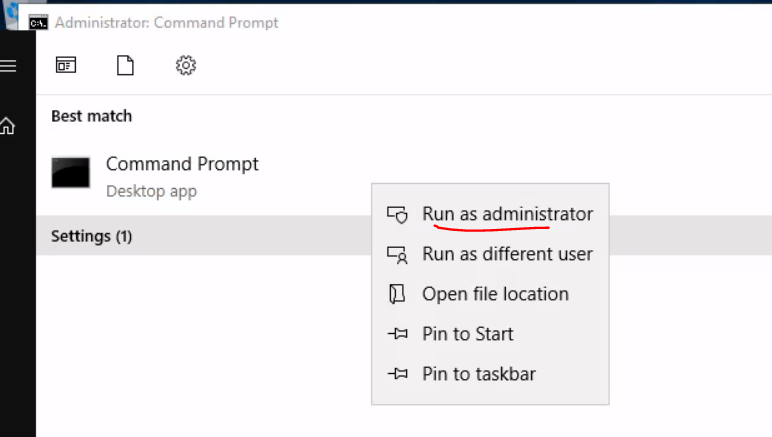 Administrator: Command Prompt
Best match
Command Prompt
Desktop app
Settings (1)
Run as administrator
Run as different user
Open file location
Pin to Start
Pin to taskbar